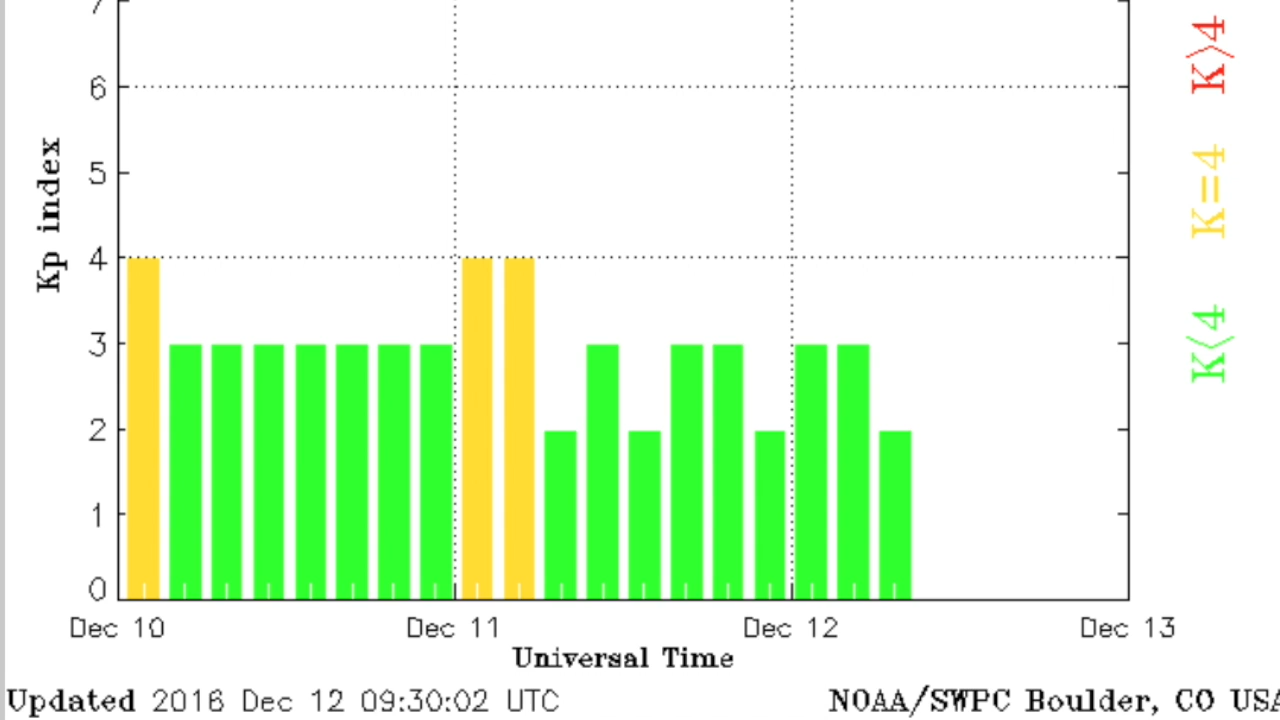 7
6
5
4
3
2
1
0
Kp index
K<4 K=4 K>4
Dec 10 Dec 11 Dec 12 Dec 13
Universal Time
Updated 2016 Dec 12 09:30:02 UTC
NOAA/SWPC Boulder, CO USA